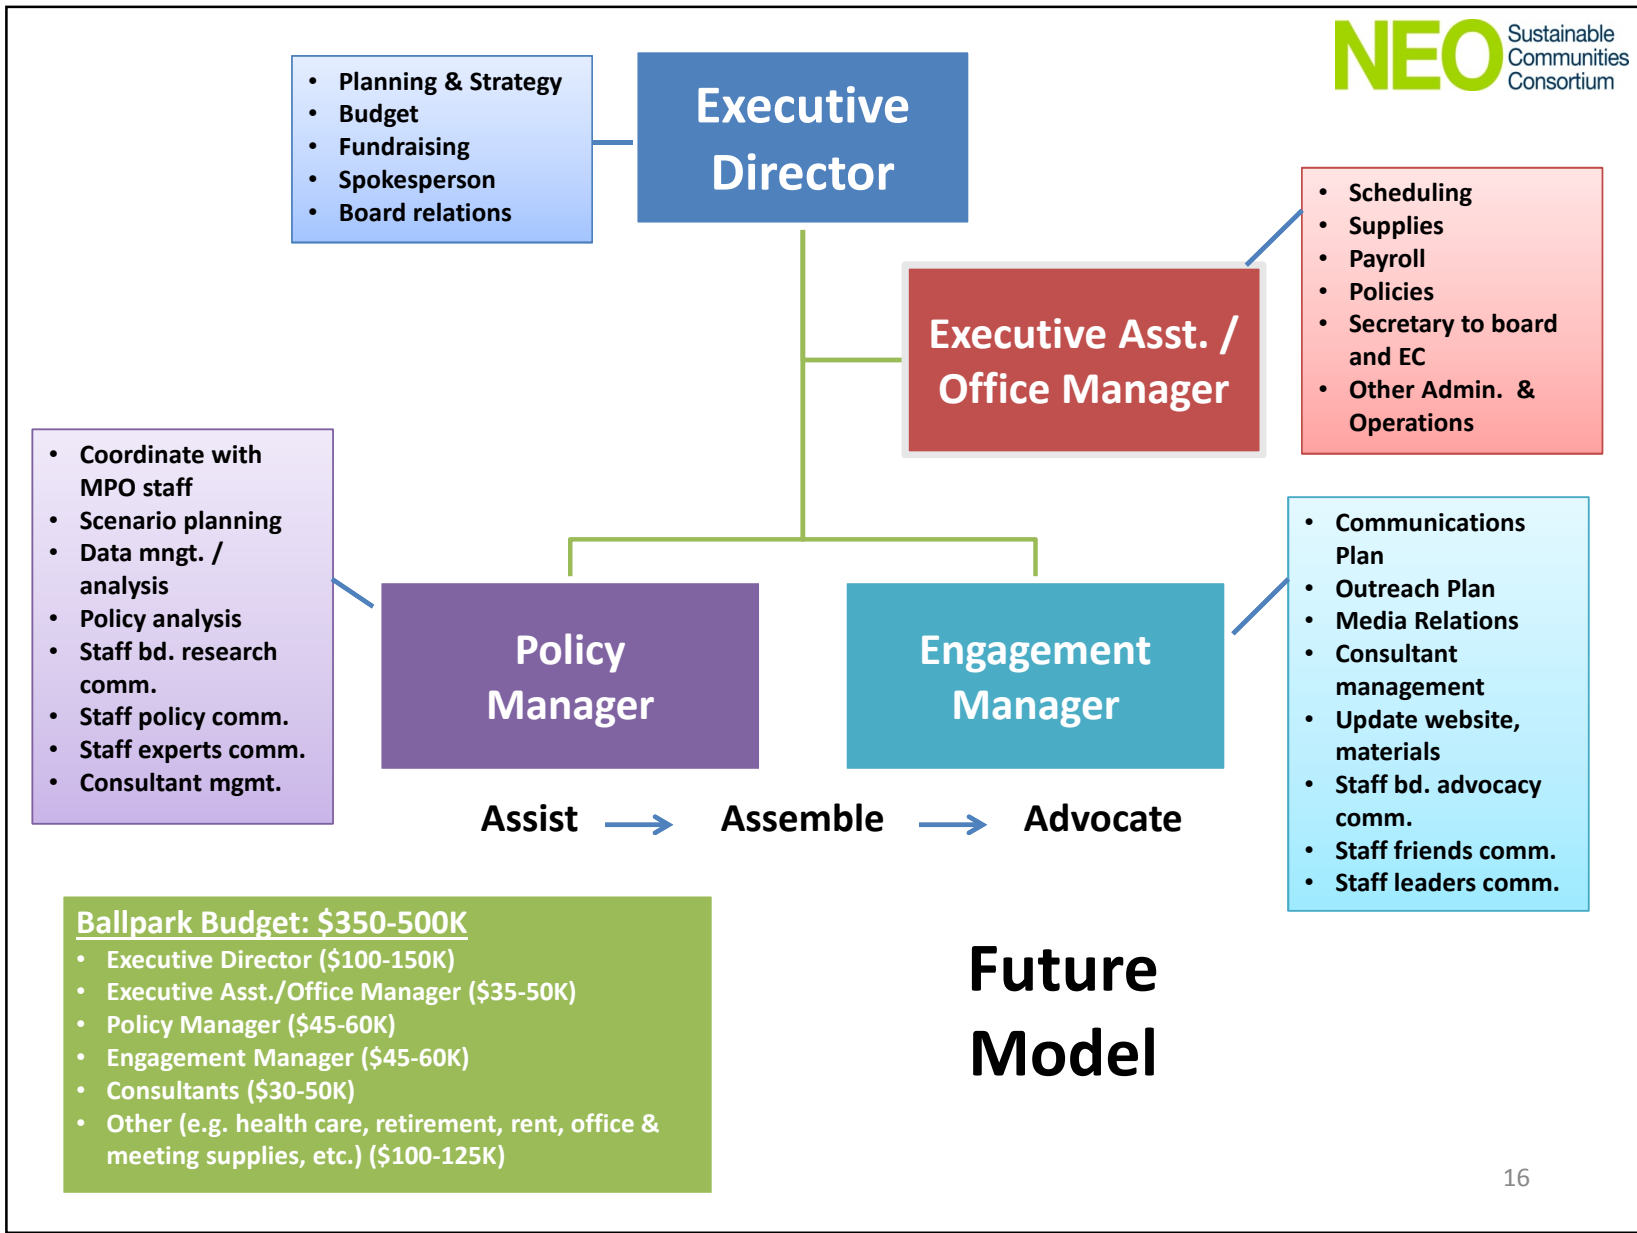 NEO Sustainable
Communities
Consortium
• Planning & Strategy
• Budget
• Fundraising
• Spokesperson
• Board relations
Executive
Director
• Scheduling
• Supplies
• Payroll
• Policies
• Secretary to board
and EC
• Other Admin. &
Operations
Executive Asst. /
Office Manager
• Coordinate with
MPO staff
• Scenario planning
• Data mngt. /
analysis
• Policy analysis
• Staff bd. research
comm.
• Staff policy comm.
• Staff experts comm.
• Consultant mgmt.
Policy
Manager
Engagement
Manager
• Communications
Plan
• Outreach Plan
• Media Relations
• Consultant
management
• Update website,
materials
• Staff bd. advocacy
comm.
• Staff friends comm.
• Staff leaders comm.
Assist → Assemble → Advocate
Ballpark Budget: $350-500K
• Executive Director ($100-150K)
• Executive Asst./Office Manager ($35-50K)
• Policy Manager ($45-60K)
• Engagement Manager ($45-60K)
• Consultants ($30-50K)
• Other (e.g. health care, retirement, rent, office &
meeting supplies, etc.) ($100-125K)
Future
Model
16